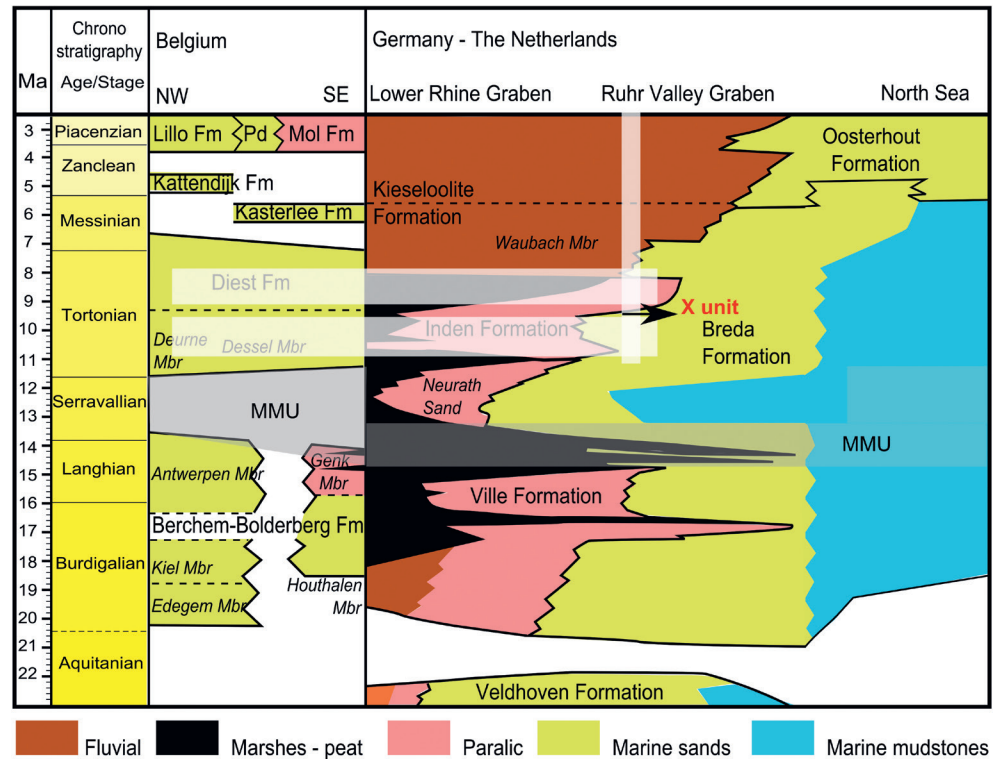 Chrono
stratigraphy
Ma
Age/Stage
Belgium
NW
SE
Germany - The Netherlands
Lower Rhine Graben
Ruhr Valley Graben
North Sea
3
4
5
6
7
8
9
10
11
12
13
14
15
16
17
18
19
20
21
22
Piacenzian
Zanclean
Messinian
Tortonian
Serravallian
Langhian
Burdigalian
Aquitanian
Lillo Fm
Pd
Mol Fm
Kattendijk Fm
Kasterlee Fm
Diest Fm
Deurne
Mbr
Dessel Mbr
MMU
Antwerpen Mbr
Genk
Mbr
Berchem-Bolderberg Fm
Kiel Mbr
Edegem Mbr
Houthalen
Mbr
Oosterhout
Formation
Kieseloolite
Formation
Waubach Mbr
X unit
Inden Formation
Breda
Formation
Neurath
Sand
MMU
Ville Formation
Veldhoven Formation
Fluvial
Marshes - peat
Paralic
Marine sands
Marine mudstones